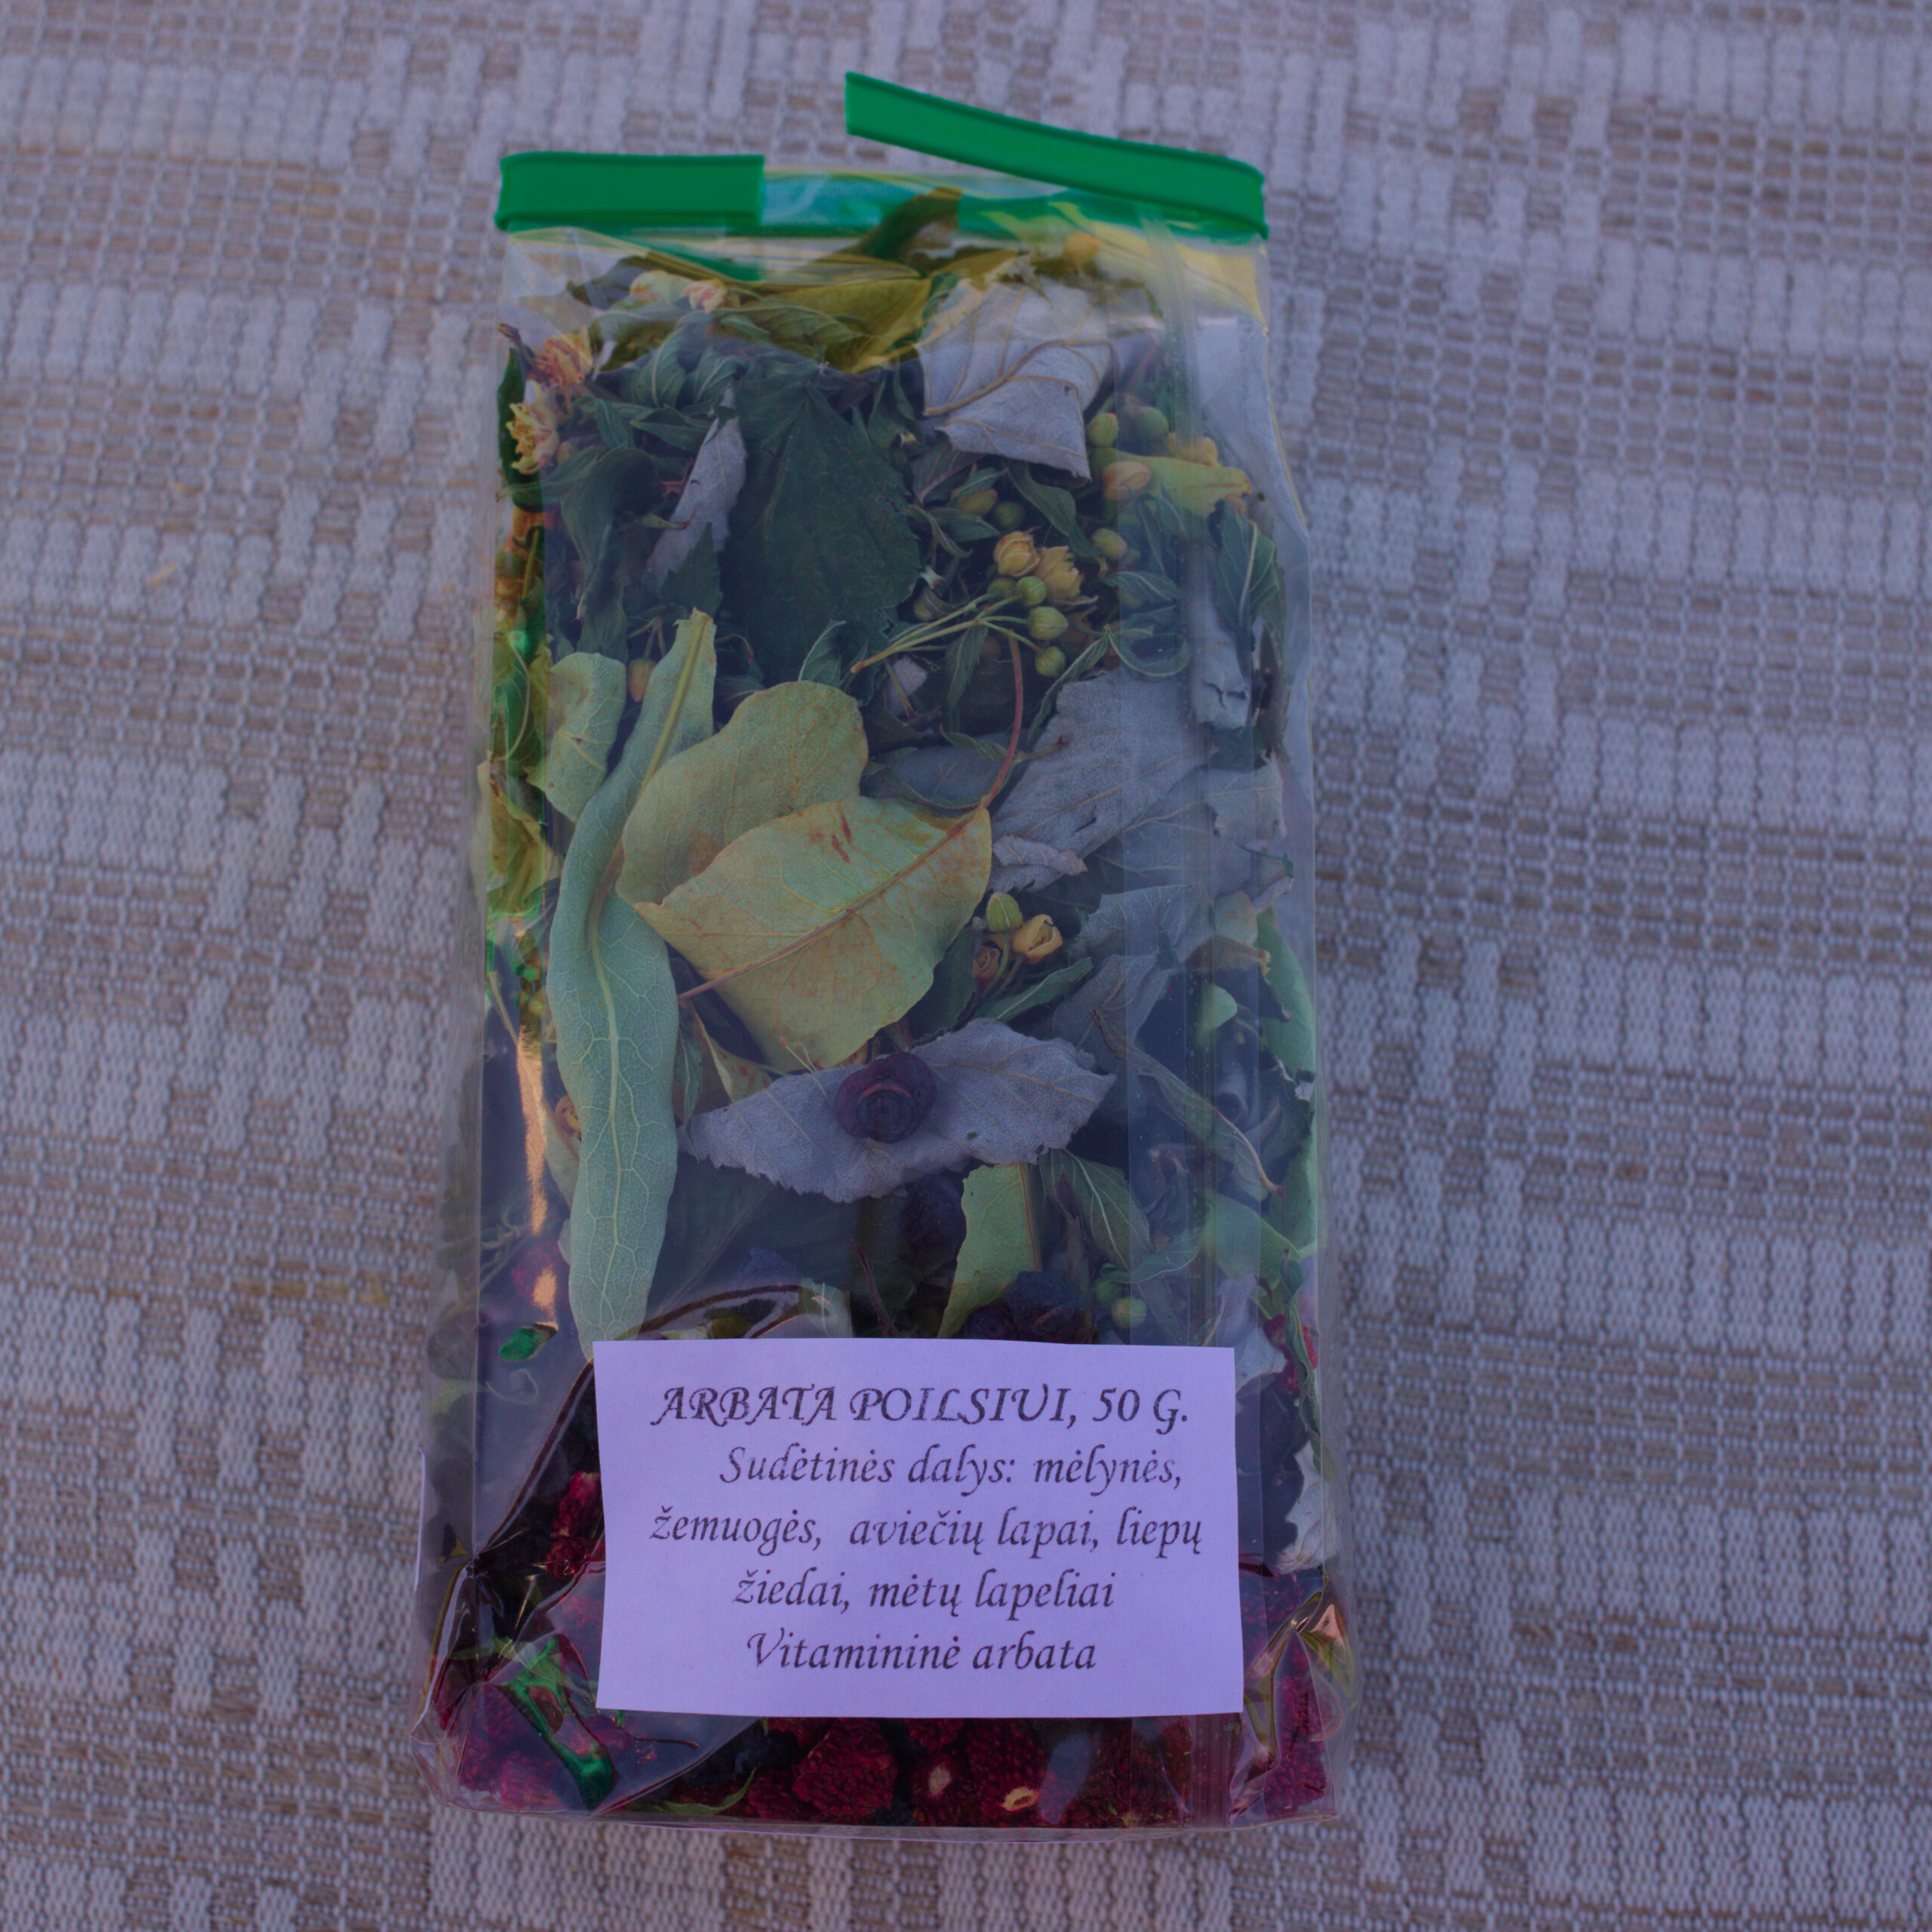 ARBATA POILSIUI, 50 G.
Sudėtinės dalys: mėlynės,
žemuogės, aviečių lapai, liepų
žiedai, mėtų lapeliai
Vitamininė arbata